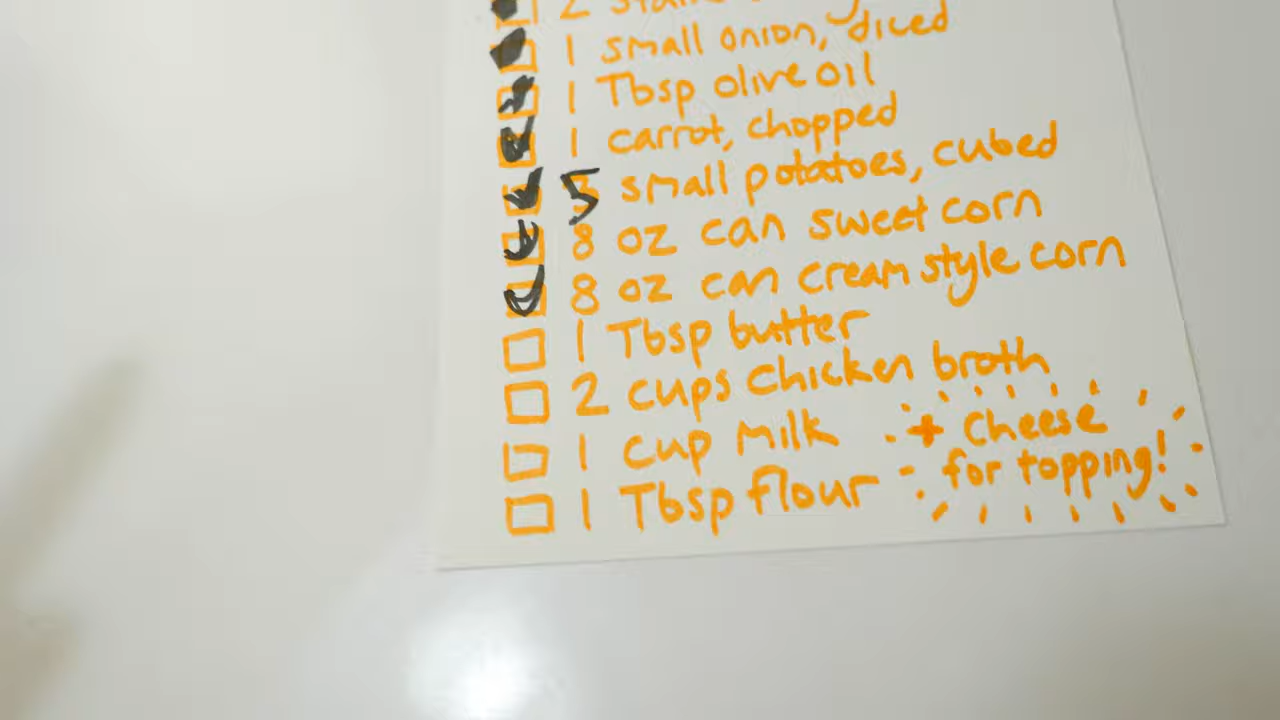 2
1 small onion, diced
1 Tbsp olive oil
1 carrot, chopped
5 small potatoes, cubed
8 oz can sweet corn
8 oz can cream style corn
1 Tbsp butter
2 cups chicken broth
1 cup milk
+ Cheese
for topping!
1 Tbsp flour